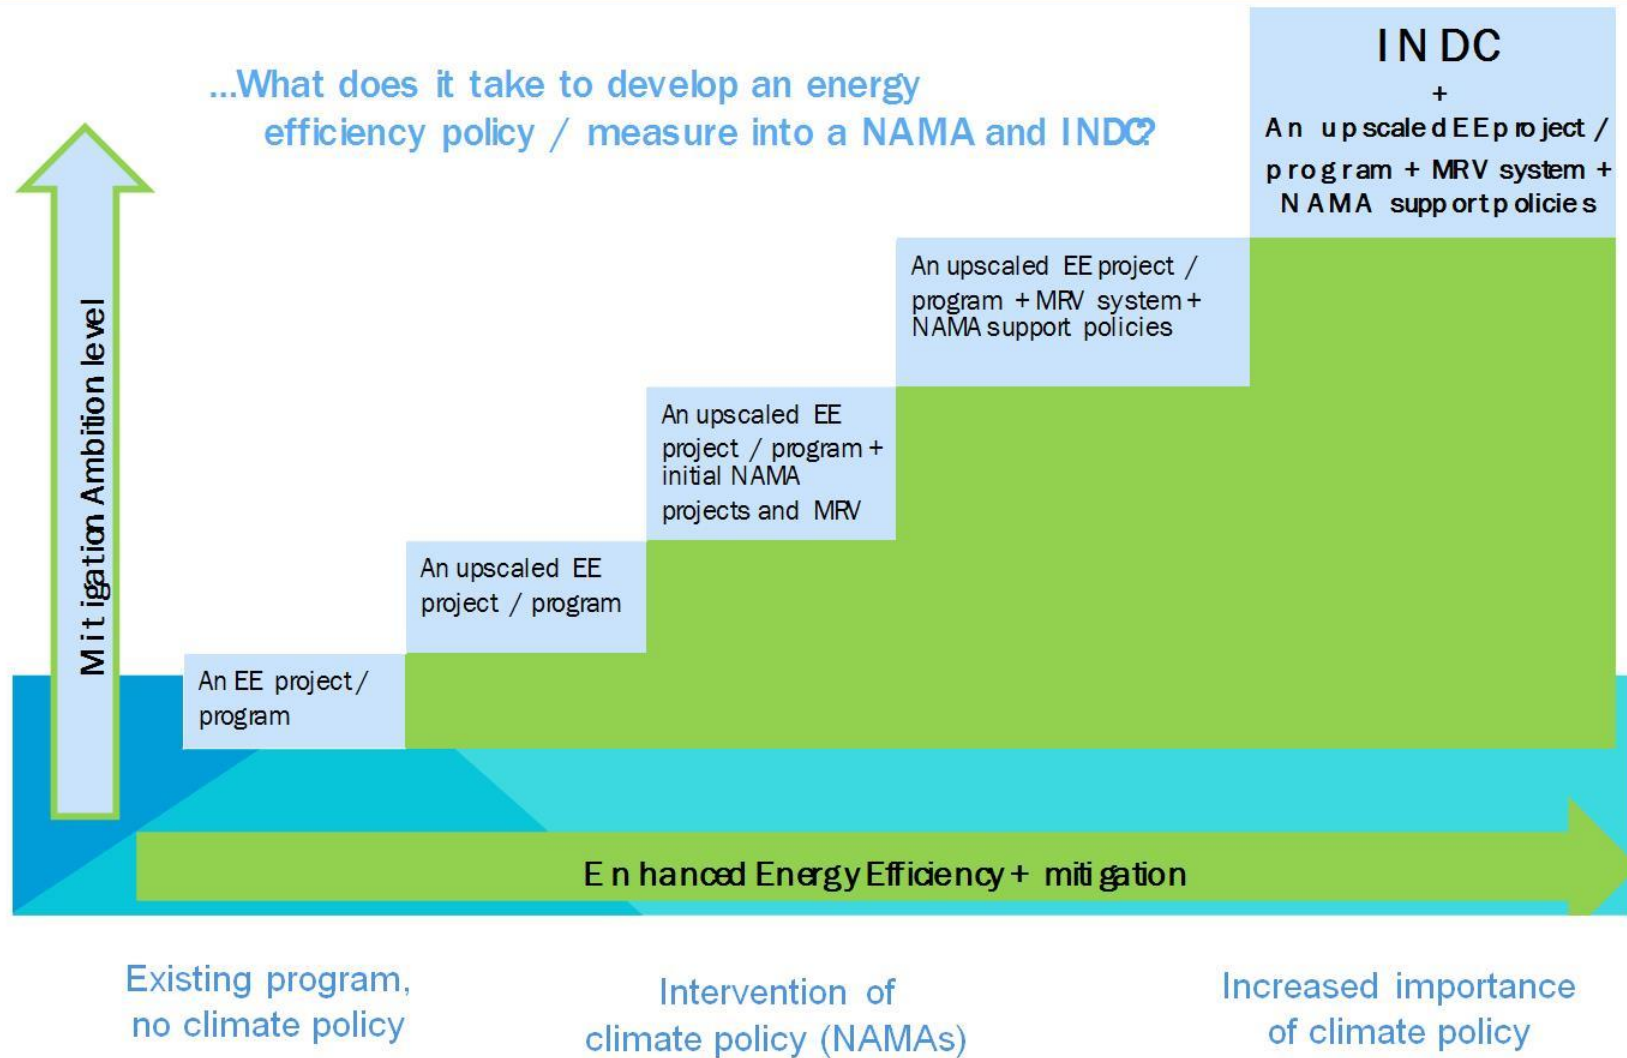 ...What does it take to develop an energy
efficiency policy / measure into a NAMA and INDC?
INDC
+
An upscaled EE project /
program + MRV system +
NAMA support policies
An upscaled EE project /
program + MRV system +
NAMA support policies
An upscaled EE
project / program +
initial NAMA
projects and MRV
An upscaled EE
project / program
An EE project /
program
Mitigation Ambition level
Enhanced Energy Efficiency + mitigation
Existing program,
no climate policy
Intervention of
climate policy (NAMAs)
Increased importance
of climate policy